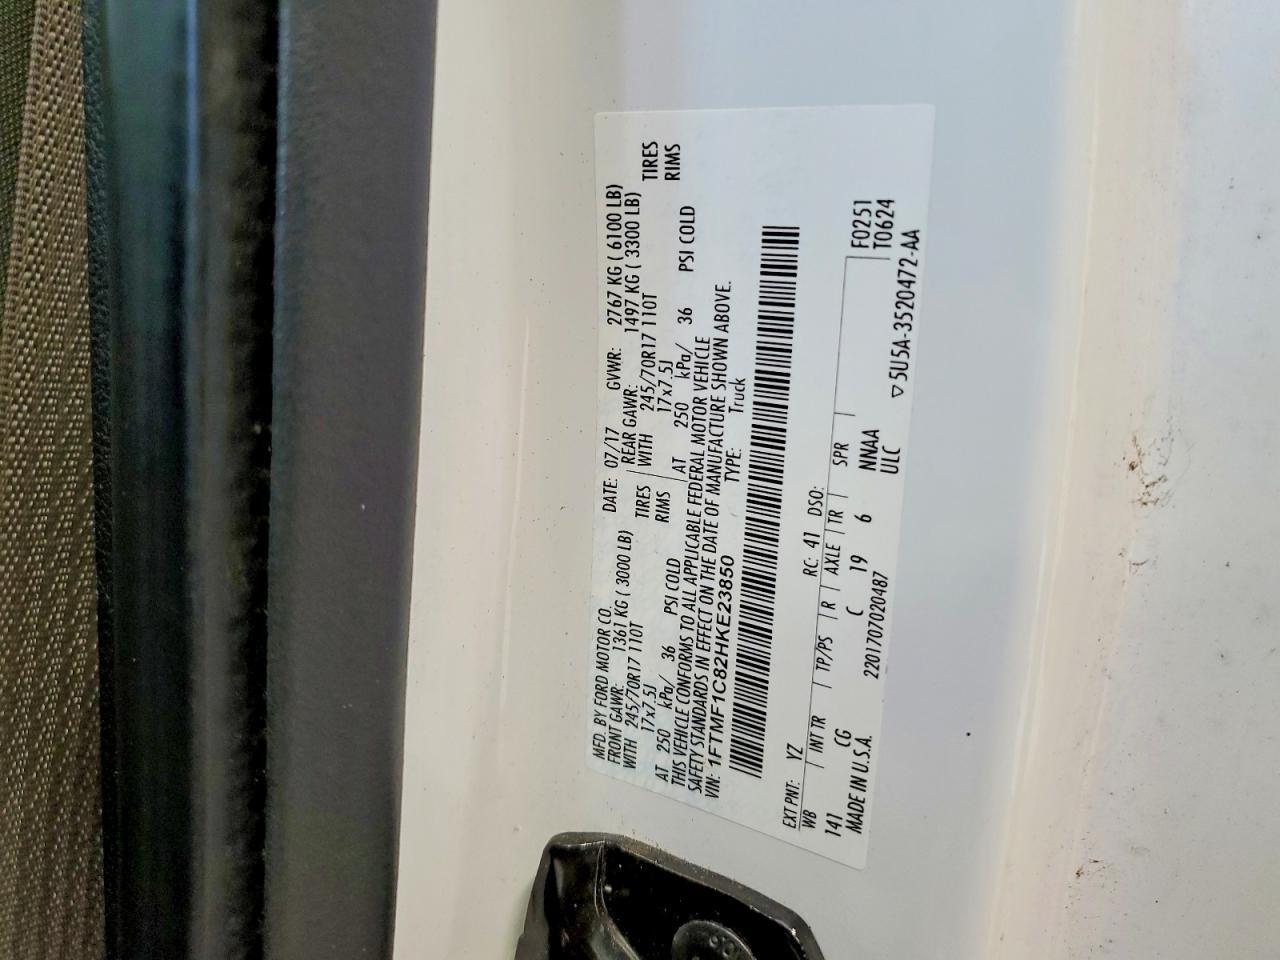 MFD. BY FORD MOTOR CO.
DATE: 07/17 GVWR: 2767 KG ( 6100 LB)
FRONT GAWR: 1361 KG ( 3000 LB) REAR GAWR: 1497 KG ( 3300 LB)
WITH 245/70R17 110T TIRES WITH 245/70R17 110T TIRES
17x7.5J RIMS 17x7.5J RIMS
AT 250 kPa/ 36 PSI COLD AT 250 kPa/ 36 PSI COLD
THIS VEHICLE CONFORMS TO ALL APPLICABLE FEDERAL MOTOR VEHICLE
SAFETY STANDARDS IN EFFECT ON THE DATE OF MANUFACTURE SHOWN ABOVE.
VIN: 1FTMF1C82HKE23850 TYPE: Truck
EXT PNT: YZ RC: 41 DSO:
WB INT TR TP/PS R AXLE TR SPR F0251
141 CG C 19 6 NNAA T0624
MADE IN U.S.A. 2201707020487 ULC ▽ 5U5A-3520472-AA